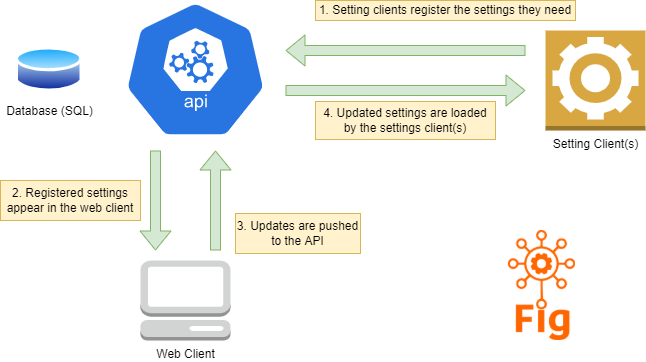 1. Setting clients register the settings they need
api
Database (SQL)
4. Updated settings are loaded
by the settings client(s)
Setting Client(s)
2. Registered settings
appear in the web client
3. Updates are pushed
to the API
Fig
Web Client